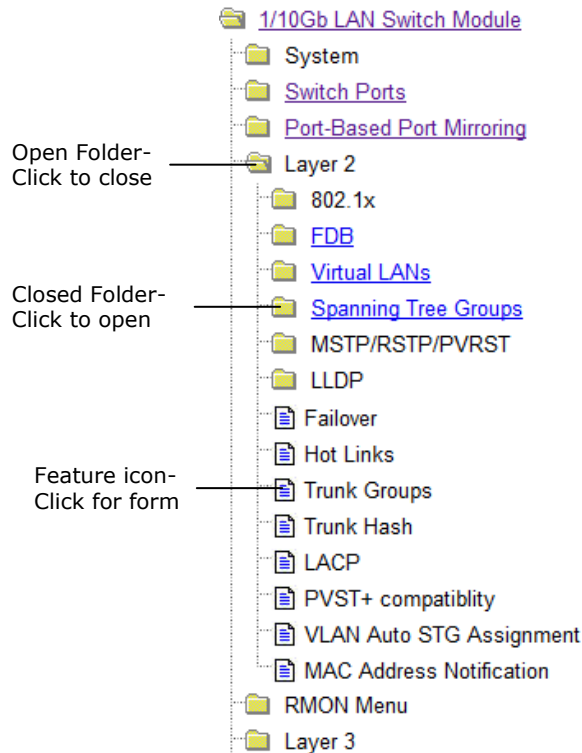 1/10Gb LAN Switch Module
System
Switch Ports
Port-Based Port Mirroring
Open Folder-
Click to close
Layer 2
802.1x
FDB
Virtual LANs
Closed Folder-
Click to open
Spanning Tree Groups
MSTP/RSTP/PVRST
LLDP
Failover
Hot Links
Feature icon-
Click for form
Trunk Groups
Trunk Hash
LACP
PVST+ compatiblity
VLAN Auto STG Assignment
MAC Address Notification
RMON Menu
Layer 3